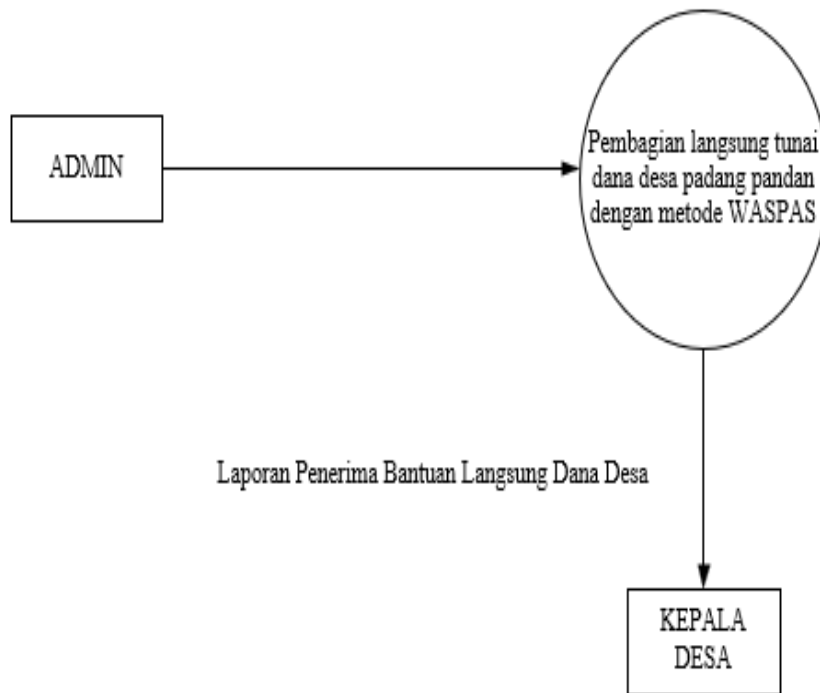 ADMIN
Pembagian langsung tunai
dana desa padang pandan
dengan metode WASPAS
Laporan Penerima Bantuan Langsung Dana Desa
KEPALA
DESA